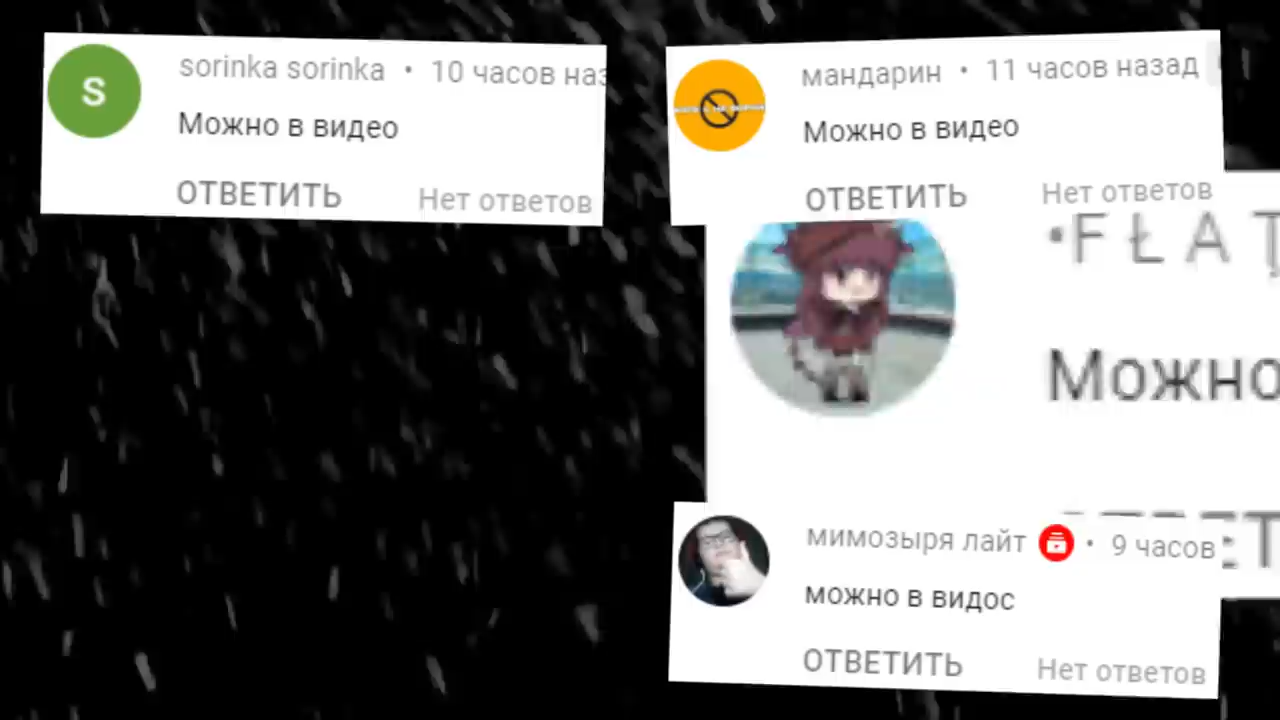 S
sorinka sorinka • 10 часов наз
Можно в видео
ОТВЕТИТЬ Нет ответов
мандарин • 11 часов назад
Можно в видео
ОТВЕТИТЬ Нет ответов
•F Ł A Ţ
Можно
мимозыря лайт • 9 часов
можно в видос
ОТВЕТИТЬ Нет ответов